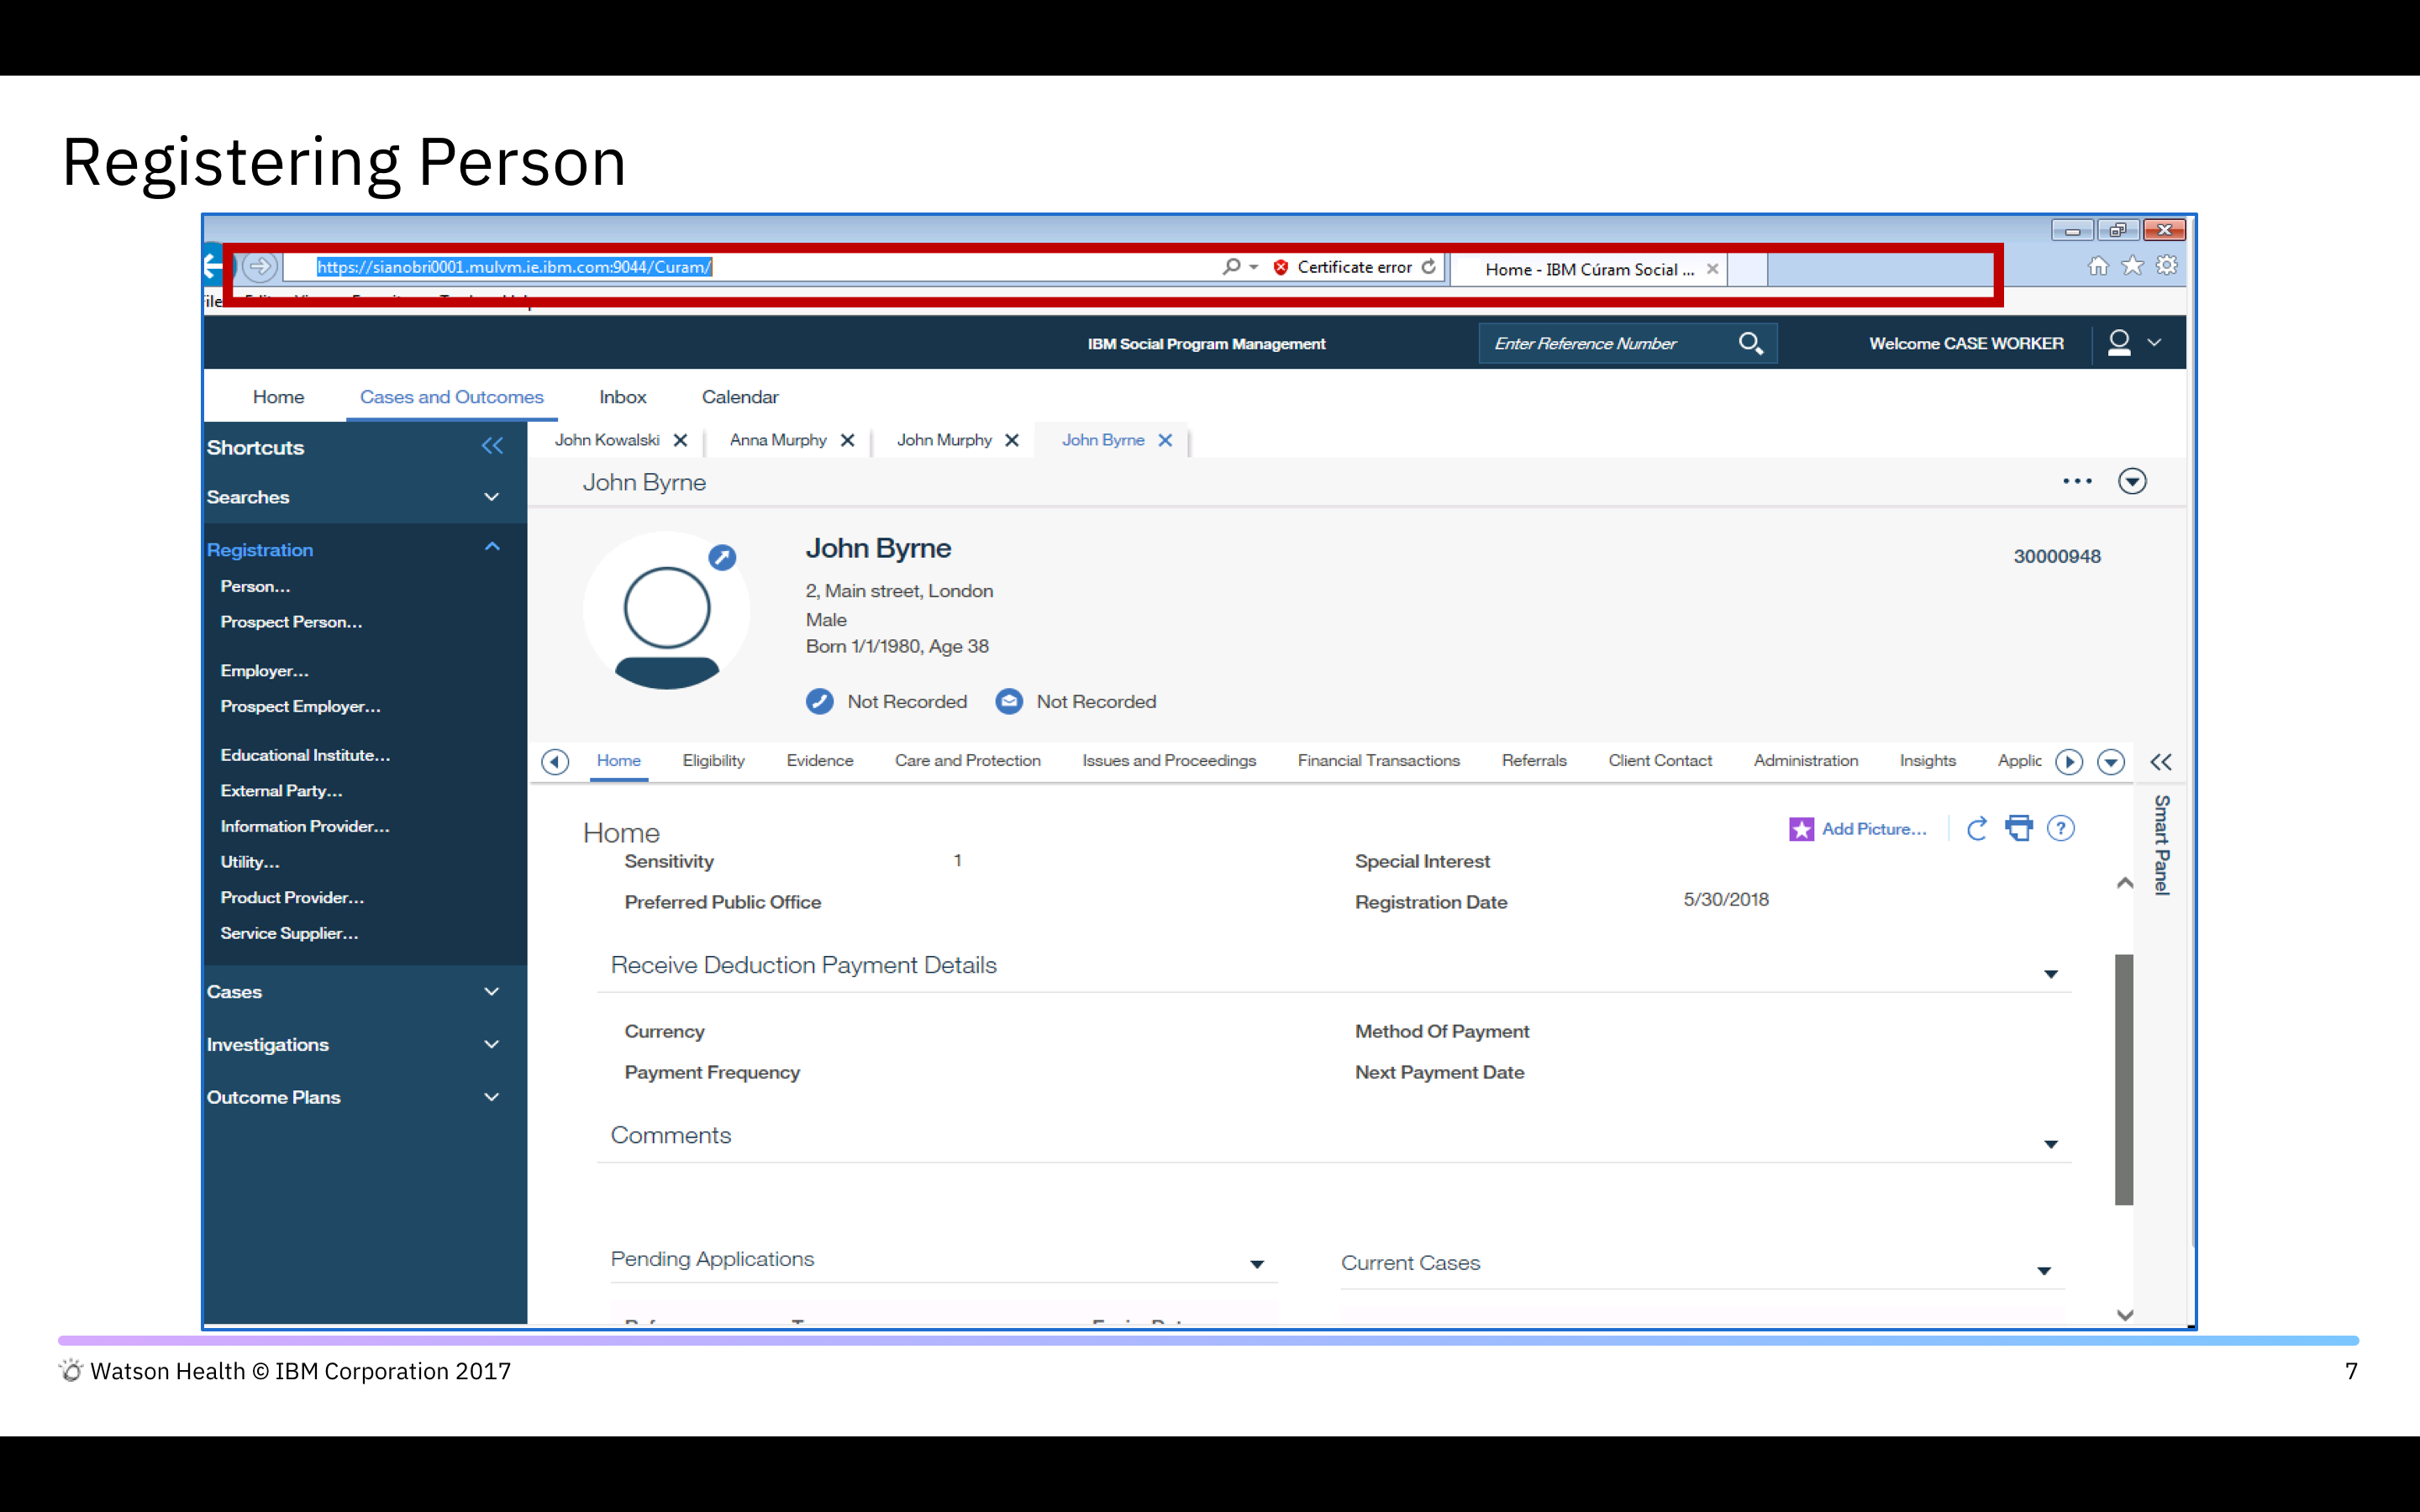 Registering Person
https://sianobri0001.mulvm.ie.ibm.com:9044/Curam/
Certificate error
Home - IBM Cúram Social ...
IBM Social Program Management
Enter Reference Number
Welcome CASE WORKER
Home Cases and Outcomes Inbox Calendar
Shortcuts
John Kowalski Anna Murphy John Murphy John Byrne
John Byrne
Searches
Registration
Person...
Prospect Person...
Employer...
Prospect Employer...
Educational Institute...
External Party...
Information Provider...
Utility...
Product Provider...
Service Supplier...
Cases
Investigations
Outcome Plans
John Byrne
30000948
2, Main street, London
Male
Born 1/1/1980, Age 38
Not Recorded Not Recorded
Home Eligibility Evidence Care and Protection Issues and Proceedings Financial Transactions Referrals Client Contact Administration Insights Applic
Smart Panel
Home
Add Picture...
Sensitivity 1 Special Interest
Preferred Public Office Registration Date 5/30/2018
Receive Deduction Payment Details
Currency Method Of Payment
Payment Frequency Next Payment Date
Comments
Pending Applications Current Cases
Watson Health © IBM Corporation 2017
7